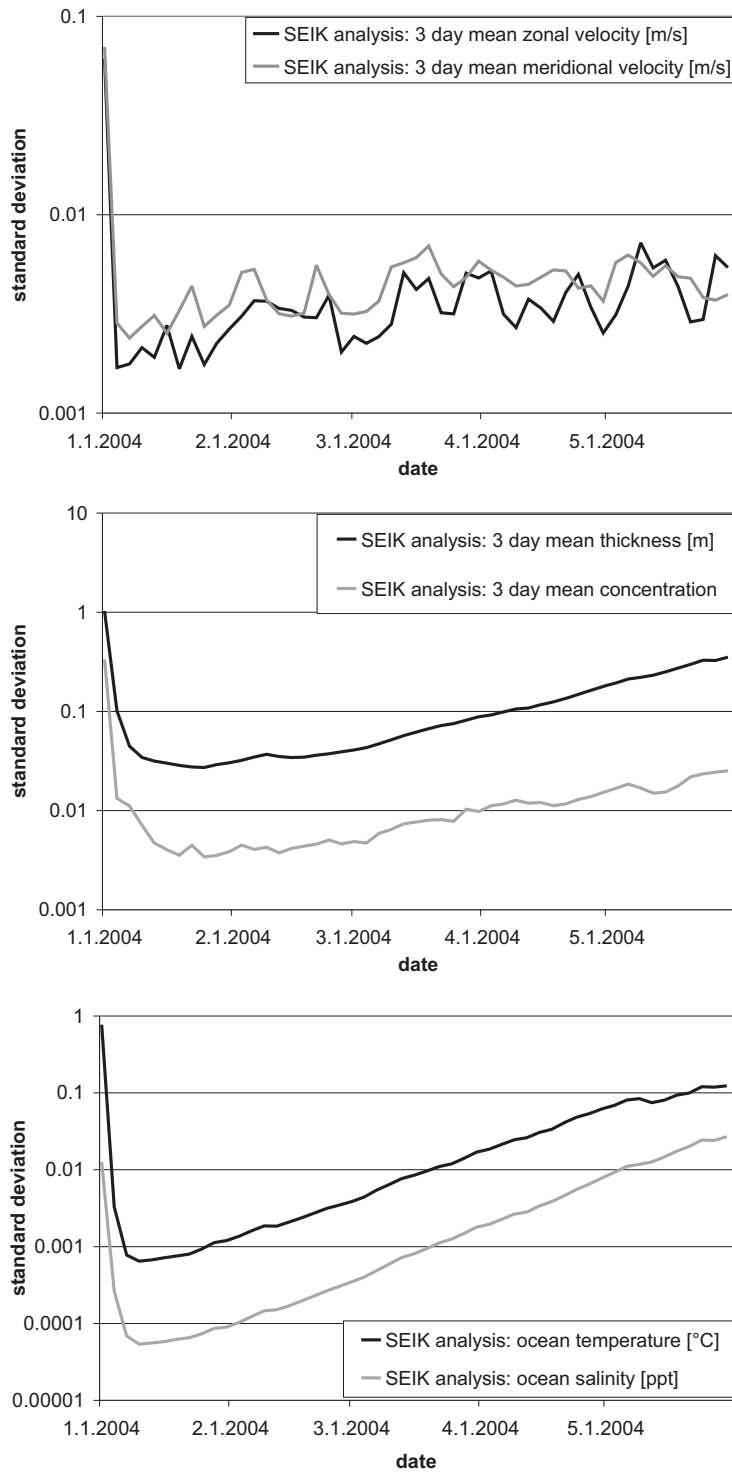 0.1
SEIK analysis: 3 day mean zonal velocity [m/s]
SEIK analysis: 3 day mean meridional velocity [m/s]
standard deviation
0.01
0.001
1.1.2004 2.1.2004 3.1.2004 4.1.2004 5.1.2004
date
10
SEIK analysis: 3 day mean thickness [m]
SEIK analysis: 3 day mean concentration
1
standard deviation
0.1
0.01
0.001
1.1.2004 2.1.2004 3.1.2004 4.1.2004 5.1.2004
date
1
0.1
0.01
standard deviation
0.001
0.0001
SEIK analysis: ocean temperature [°C]
SEIK analysis: ocean salinity [ppt]
0.00001
1.1.2004 2.1.2004 3.1.2004 4.1.2004 5.1.2004
date